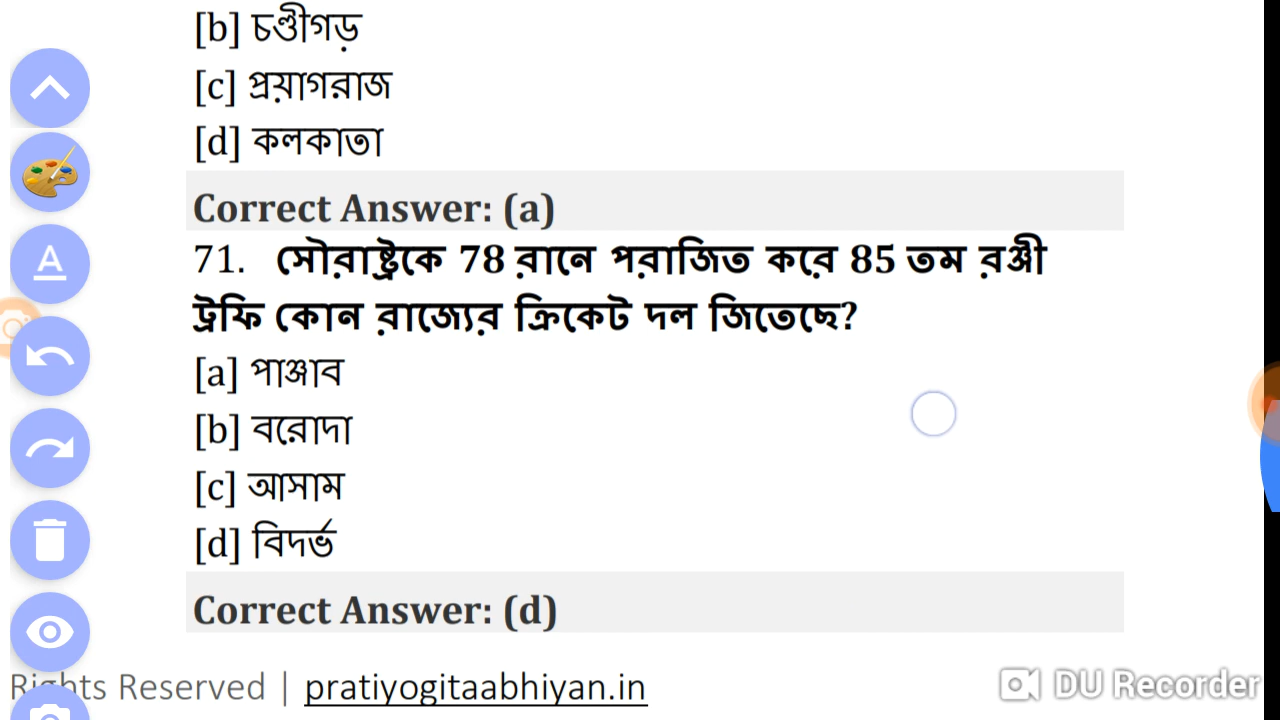 [b] চণ্ডীগড়
[c] প্রয়াগরাজ
[d] কলকাতা
Correct Answer: (a)
71. সৌরাষ্ট্রকে 78 রানে পরাজিত করে 85 তম রঞ্জী
ট্রফি কোন রাজ্যের ক্রিকেট দল জিতেছে?
[a] পাঞ্জাব
[b] বরোদা
[c] আসাম
[d] বিদর্ভ
Correct Answer: (d)
Rights Reserved | pratiyogitaabhiyan.in
DU Recorder